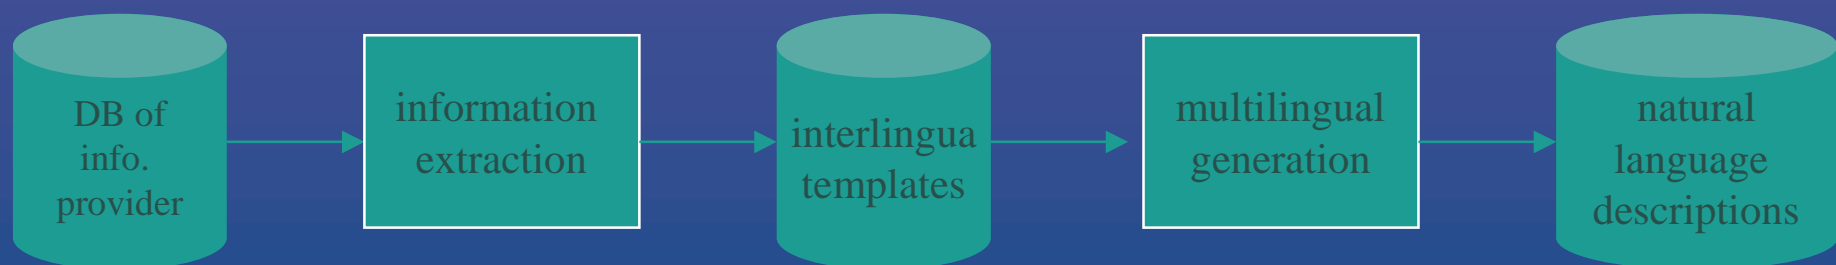 DB of
info.
provider
information
extraction
interlingua
templates
multilingual
generation
natural
language
descriptions